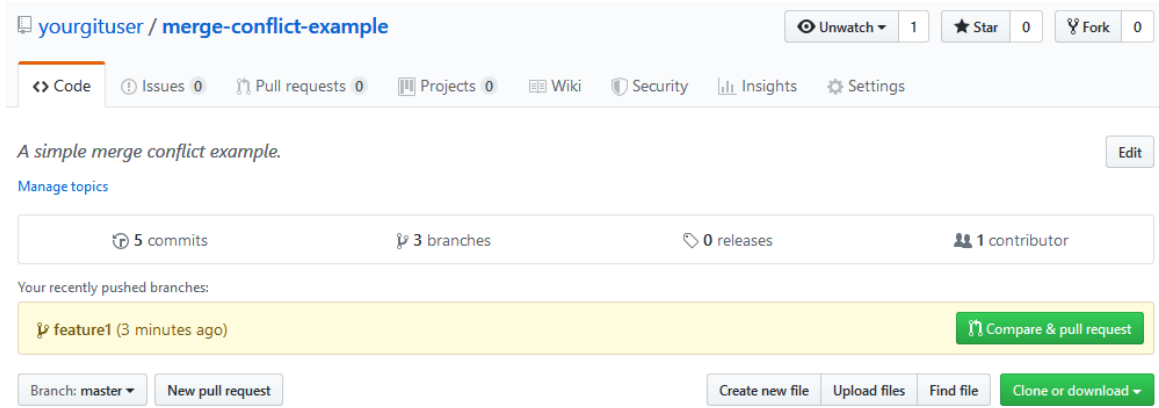 yourgituser / merge-conflict-example
Unwatch 1 Star 0 Fork 0
Code Issues 0 Pull requests 0 Projects 0 Wiki Security Insights Settings
A simple merge conflict example.
Edit
Manage topics
5 commits 3 branches 0 releases 1 contributor
Your recently pushed branches:
feature1 (3 minutes ago) Compare & pull request
Branch: master New pull request Create new file Upload files Find file Clone or download